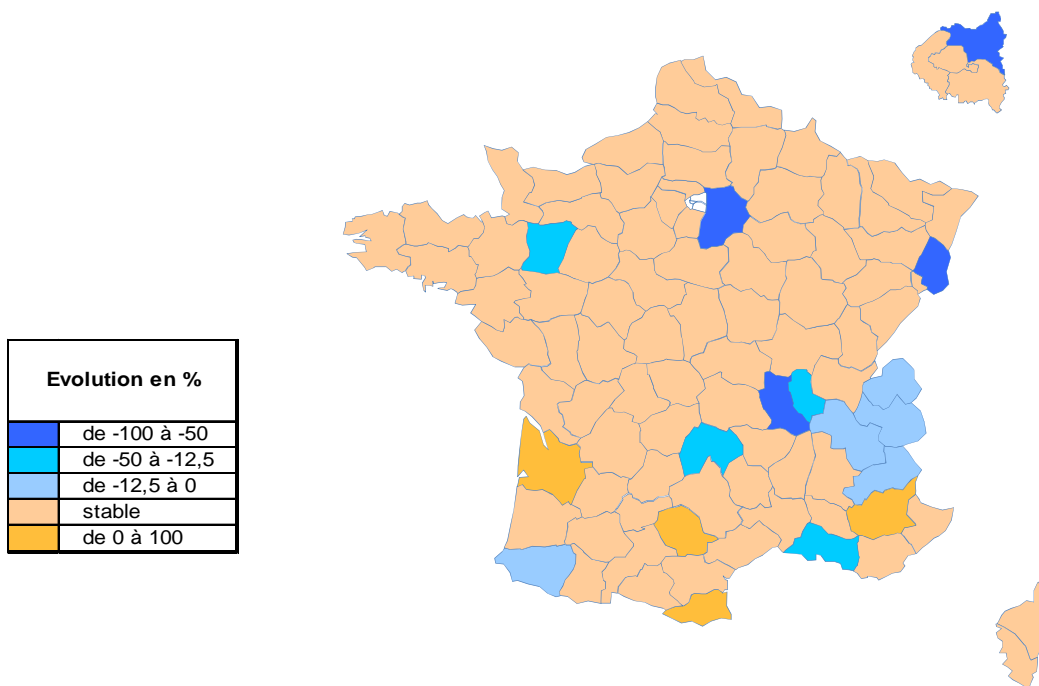 Evolution en %
de -100 à -50
de -50 à -12,5
de -12,5 à 0
stable
de 0 à 100